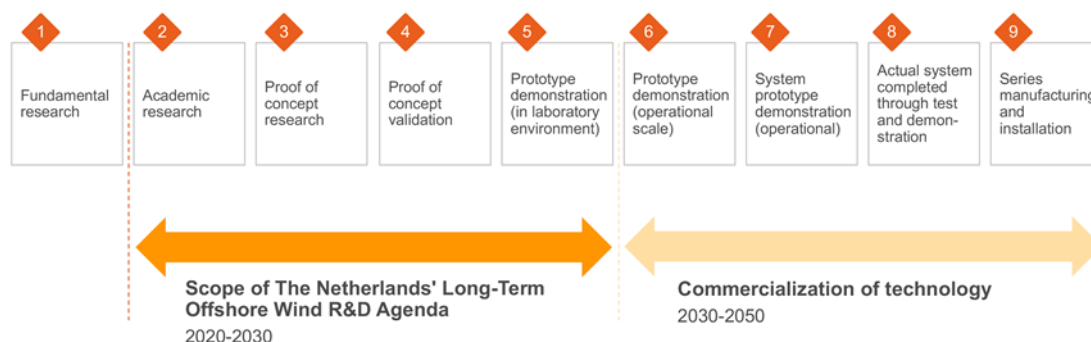 1
2
3
4
5
6
7
8
9
Fundamental
research
Academic
research
Proof of
concept
research
Proof of
concept
validation
Prototype
demonstration
(in laboratory
environment)
Prototype
demonstration
(operational
scale)
System
prototype
demonstration
(operational)
Actual system
completed
through test
and demon-
stration
Series
manufacturing
and
installation
Scope of The Netherlands' Long-Term
Offshore Wind R&D Agenda
2020-2030
Commercialization of technology
2030-2050